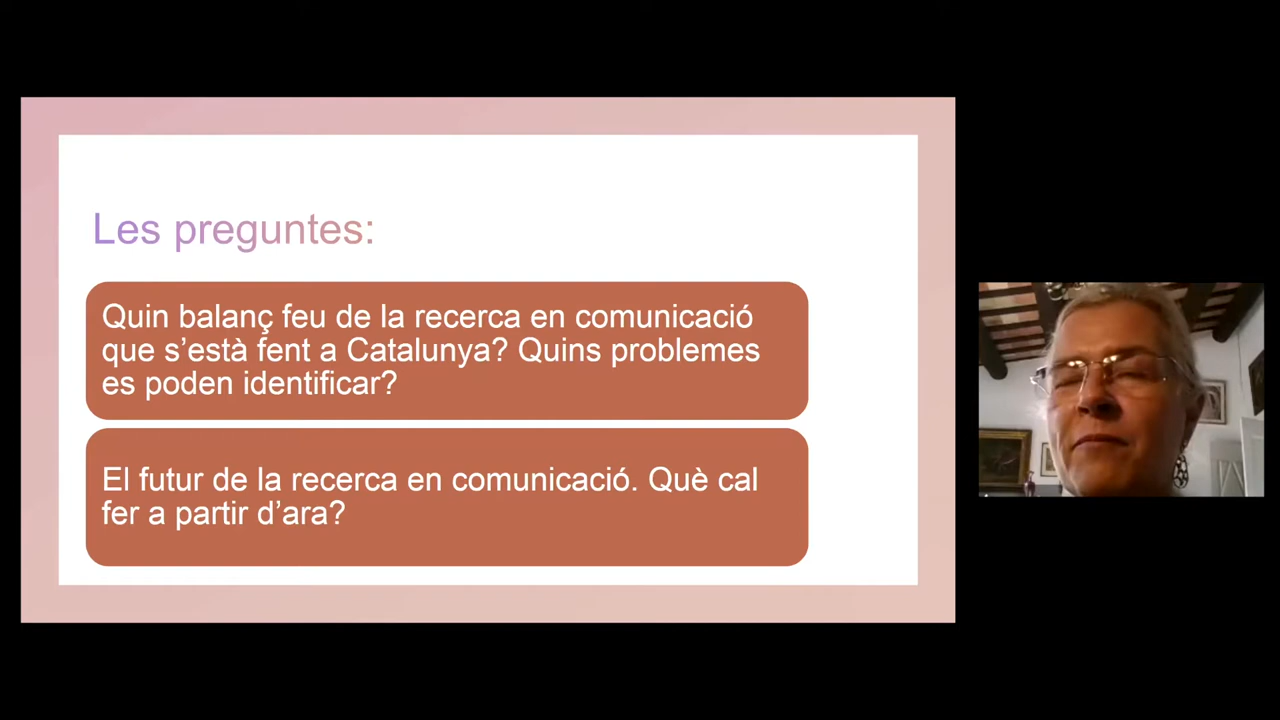 Les preguntes:
Quin balanç feu de la recerca en comunicació
que s’està fent a Catalunya? Quins problemes
es poden identificar?
El futur de la recerca en comunicació. Què cal
fer a partir d’ara?